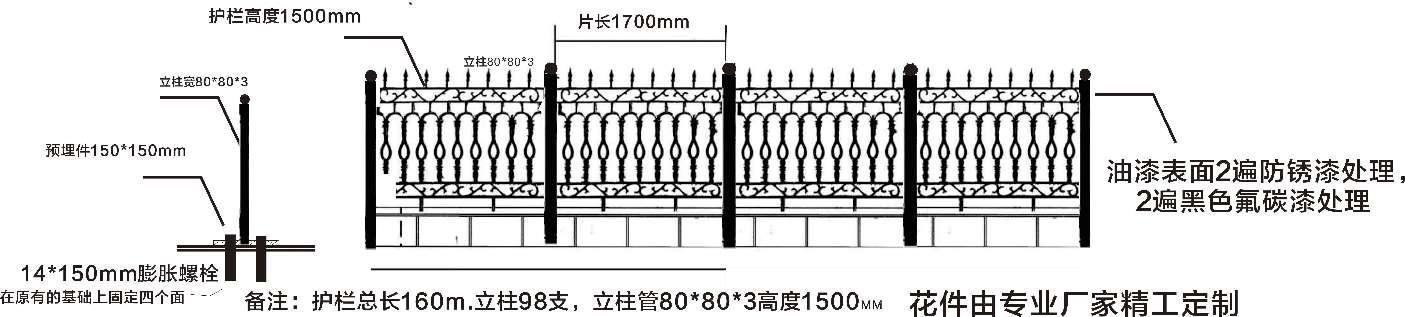 护栏高度1500mm
片长1700mm
立柱80*80*3
立柱宽80*80*3
预埋件150*150mm
油漆表面2遍防锈漆处理，
2遍黑色氟碳漆处理
14*150mm膨胀螺栓
在原有的基础上固定四个面
备注：护栏总长160m.立柱98支，立柱管80*80*3高度1500MM
花件由专业厂家精工定制